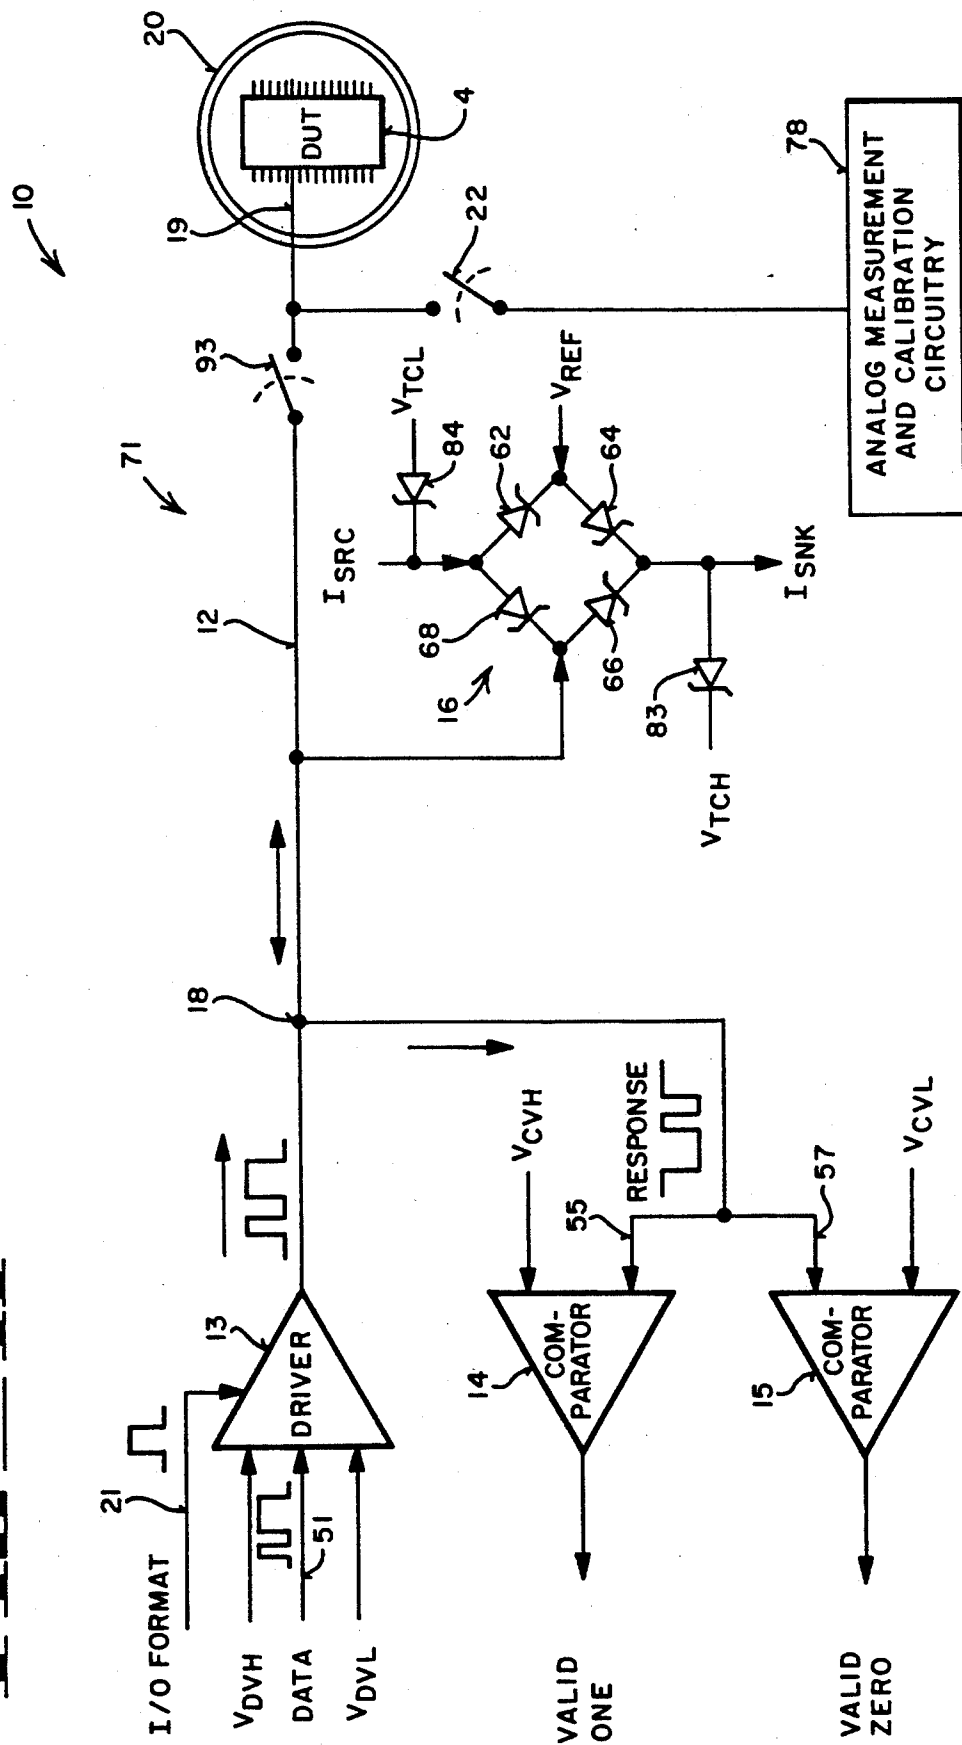 10
71
20
DUT
4
19
93
22
12
18
I/O FORMAT
21
13
DRIVER
VDVH
DATA
51
VDVL
ISRC
VTCL
84
62
68
VREF
64
66
16
83
VTCH
ISNK
78
ANALOG MEASUREMENT
AND CALIBRATION
CIRCUITRY
VCVH
RESPONSE
55
57
VCVL
14
COM-
PARATOR
15
COM-
PARATOR
VALID
ONE
VALID
ZERO